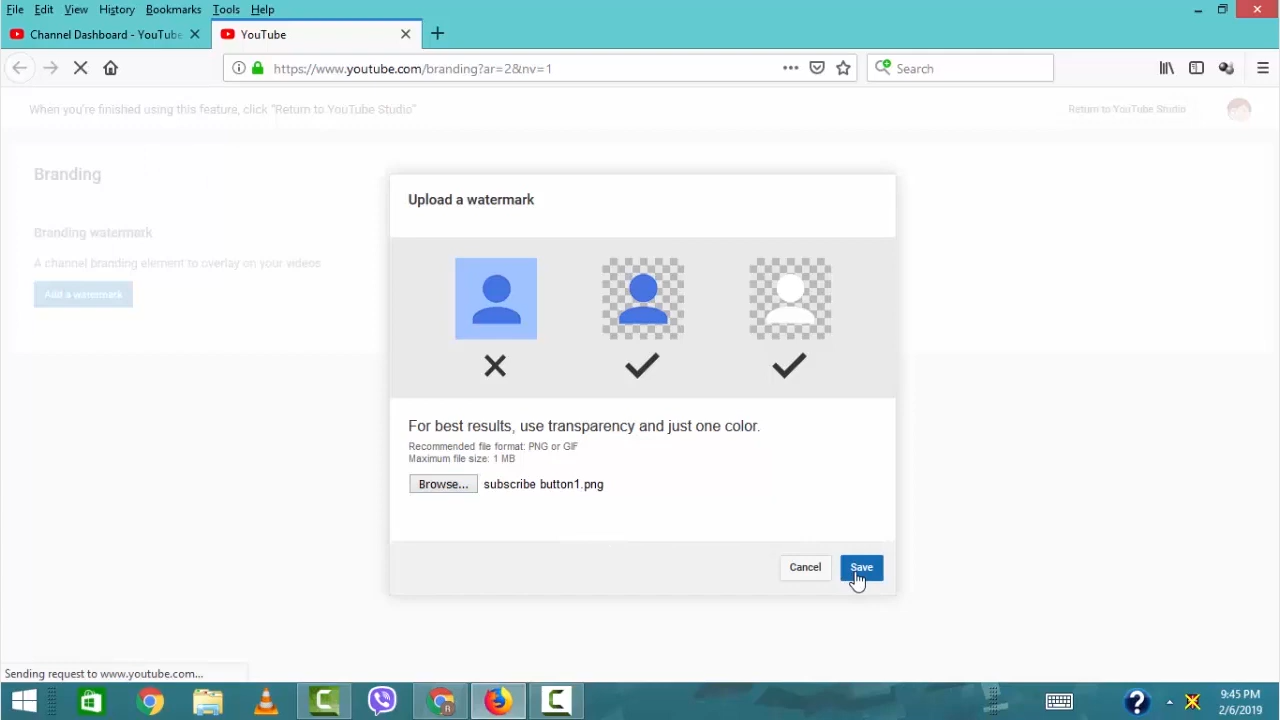 File Edit View History Bookmarks Tools Help
Channel Dashboard - YouTube
YouTube
https://www.youtube.com/branding?ar=2&nv=1
Search
When you're finished using this feature, click "Return to YouTube Studio"
Return to YouTube Studio
Branding
Branding watermark
A channel branding element to overlay on your videos
Add a watermark
Upload a watermark
For best results, use transparency and just one color.
Recommended file format: PNG or GIF
Maximum file size: 1 MB
Browse... subscribe button1.png
Cancel Save
Sending request to www.youtube.com...
9:45 PM
2/6/2019